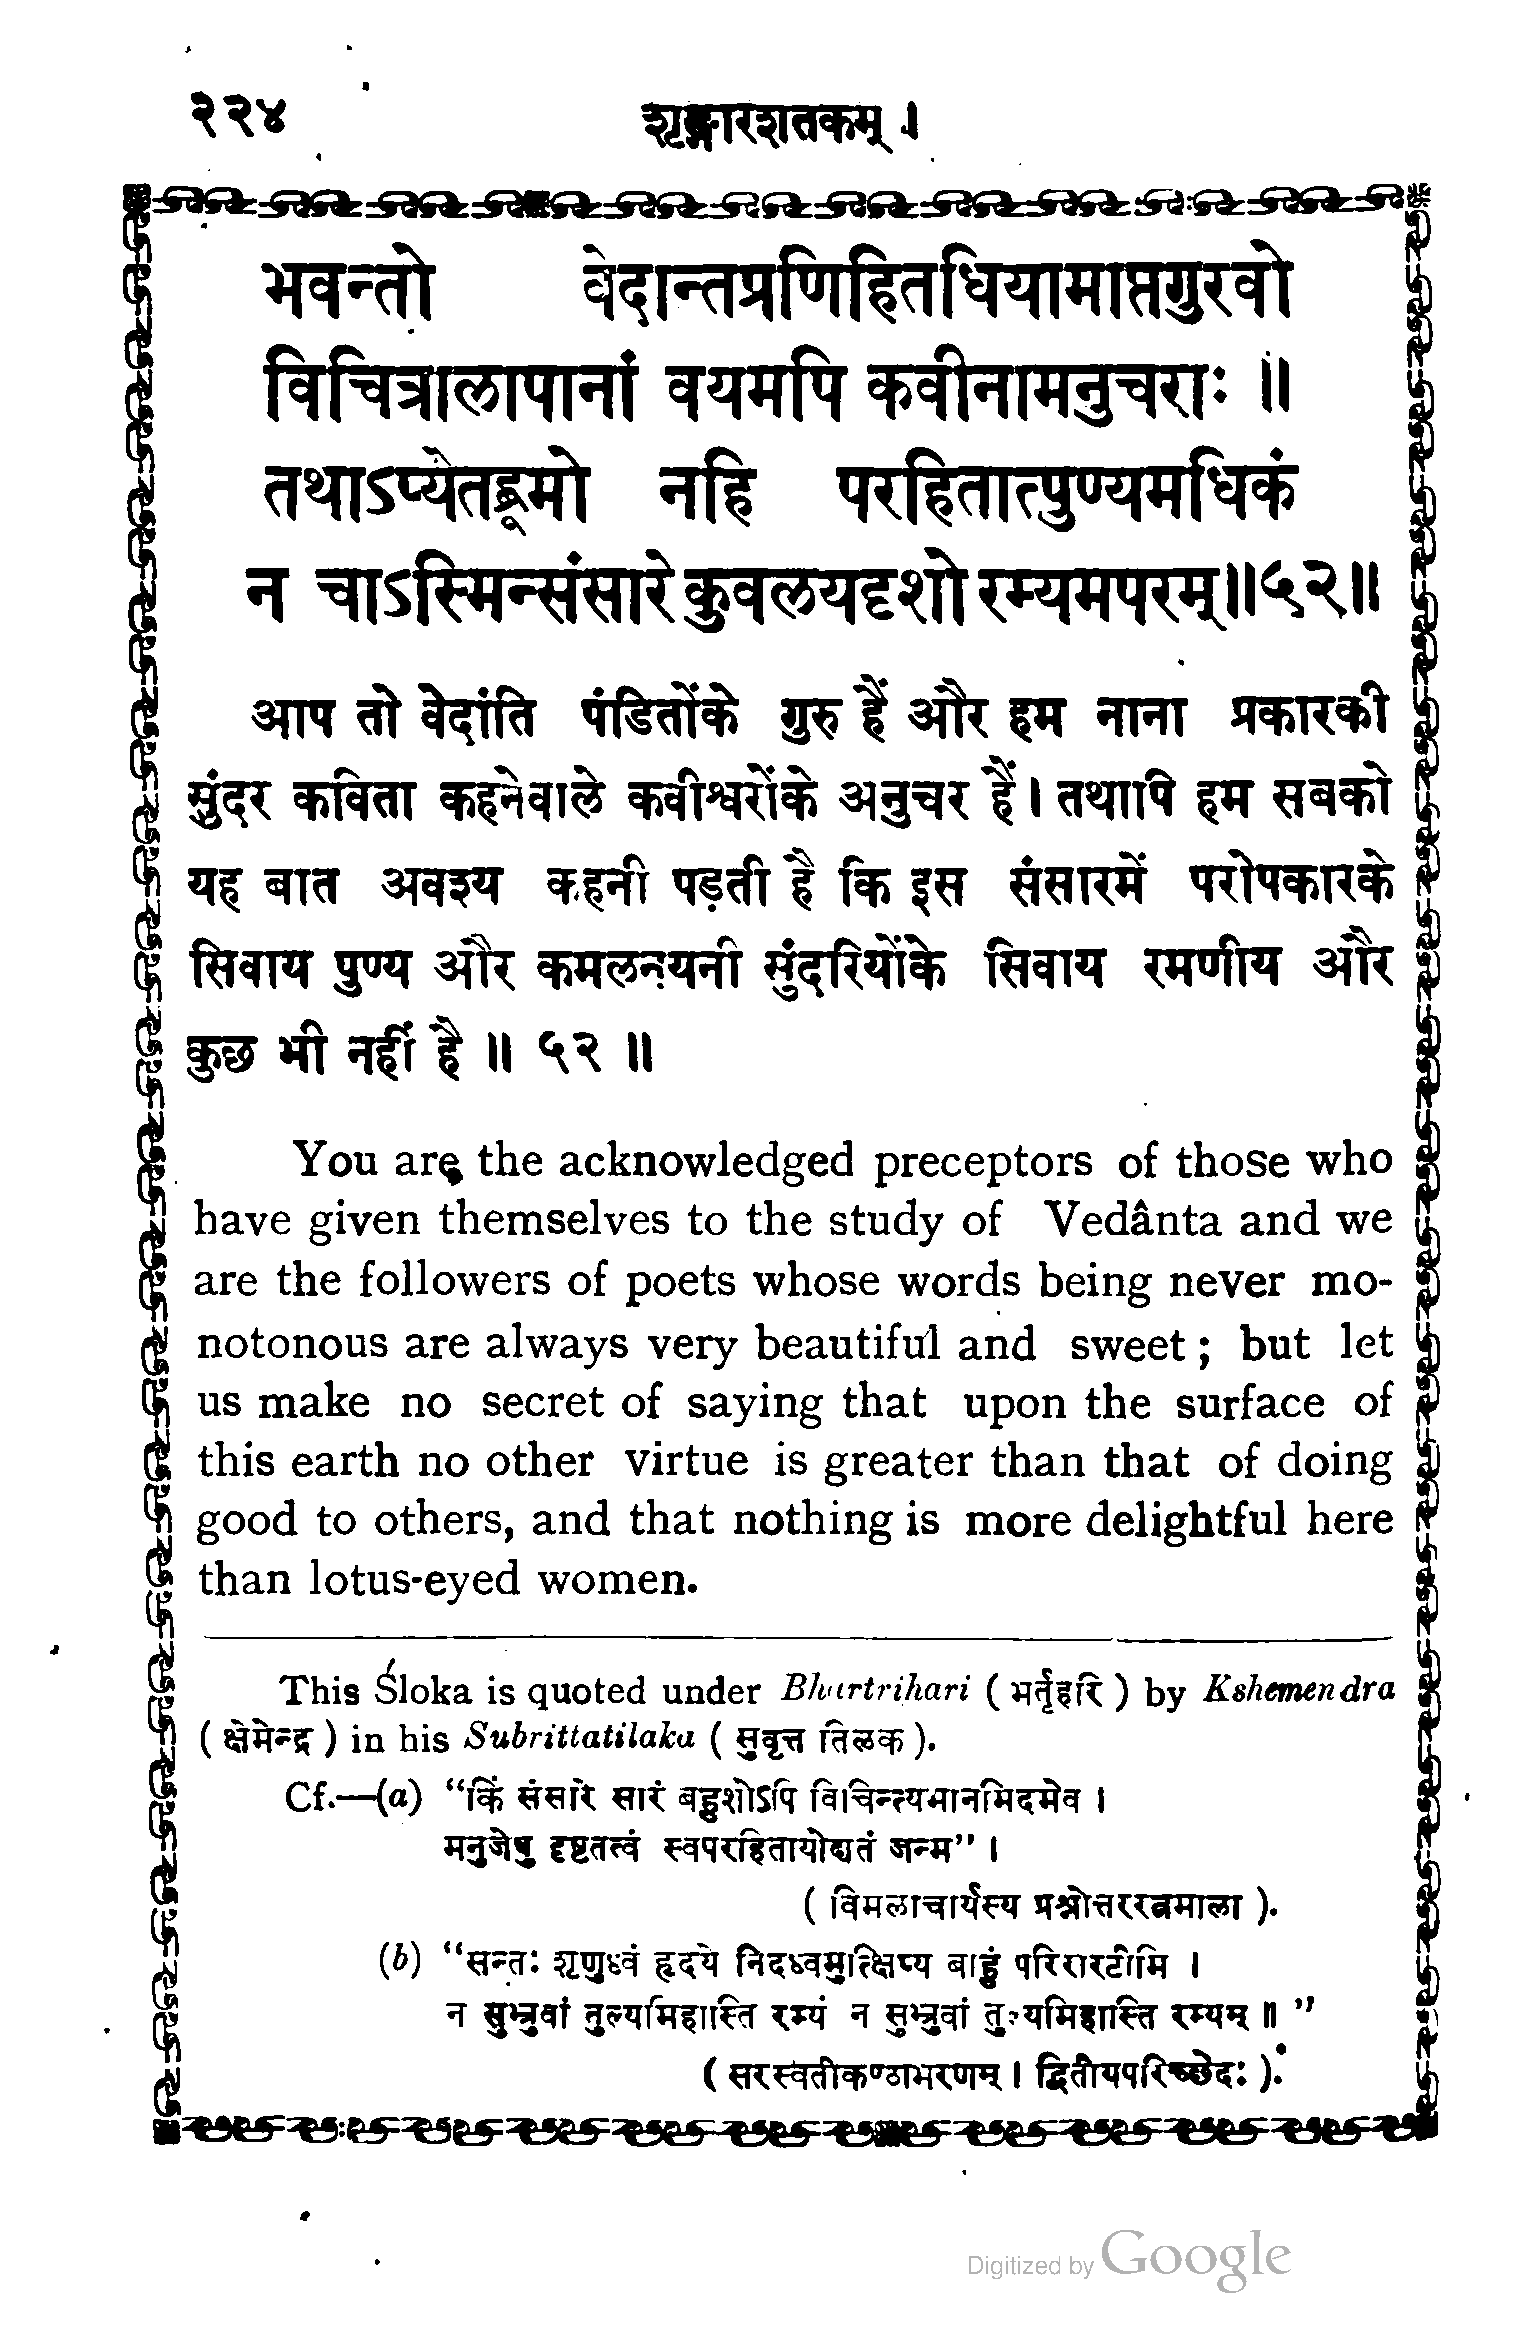 २२४
शृङ्गारशतकम् ।
भवन्तो वेदान्तप्रणिहितधियामाप्तगुरवो
विचित्रालापानां वयमपि कवीनामनुचराः ॥
तथाऽप्येतद्ब्रूमो नहि परहितात्पुण्यमधिकं
न चाऽस्मिन्संसारे कुवलयदृशो रम्यमपरम्॥५२॥
आप तो वेदांति पंडितोंके गुरु हैं और हम नाना प्रकारकी
सुंदर कविता कहनेवाले कवीश्वरोंके अनुचर हैं । तथापि हम सबको
यह बात अवश्य कहनी पड़ती है कि इस संसारमें परोपकारके
सिवाय पुण्य और कमलनयनी सुंदरियोंके सिवाय रमणीय और
कुछ भी नहीं है ॥ ५२ ॥
You are the acknowledged preceptors of those who
have given themselves to the study of Vedânta and we
are the followers of poets whose words being never mo-
notonous are always very beautiful and sweet ; but let
us make no secret of saying that upon the surface of
this earth no other virtue is greater than that of doing
good to others, and that nothing is more delightful here
than lotus-eyed women.
This Śloka is quoted under Bhartrihari ( भर्तृहरि ) by Kshemendra
( क्षेमेन्द्र ) in his Subrittatilaka ( सुवृत्त तिळक ).
Cf.—(a) “किं संसारे सारं बहुशोऽपि विचिन्त्यमानमिदमेव ।
मनुजेषु दृष्टतत्वं स्वपरहितायोद्यतं जन्म” ।
( विमलाचार्यस्य प्रश्नोत्तररत्नमाला ).
(b) “सन्तः शृणुध्वं हृदये निदध्वमुत्क्षिप्य बाहुं परिरारटीमि ।
न सुभ्रुवां तुल्यमिहास्ति रम्यं न सुभ्रुवां तुल्यमिहास्ति रम्यम् ॥ ”
( सरस्वतीकण्ठाभरणम् । द्वितीयपरिच्छेदः ).
Digitized by Google